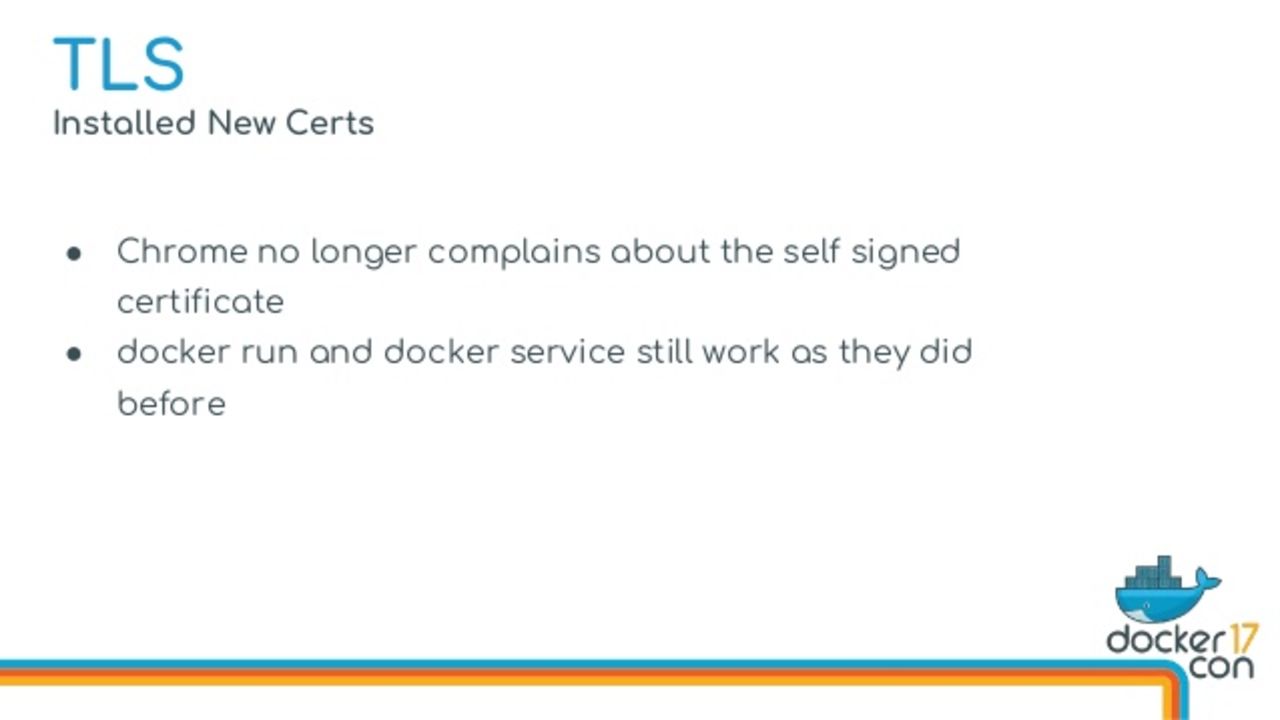 TLS
Installed New Certs
● Chrome no longer complains about the self signed
certificate
● docker run and docker service still work as they did
before
docker 17
con